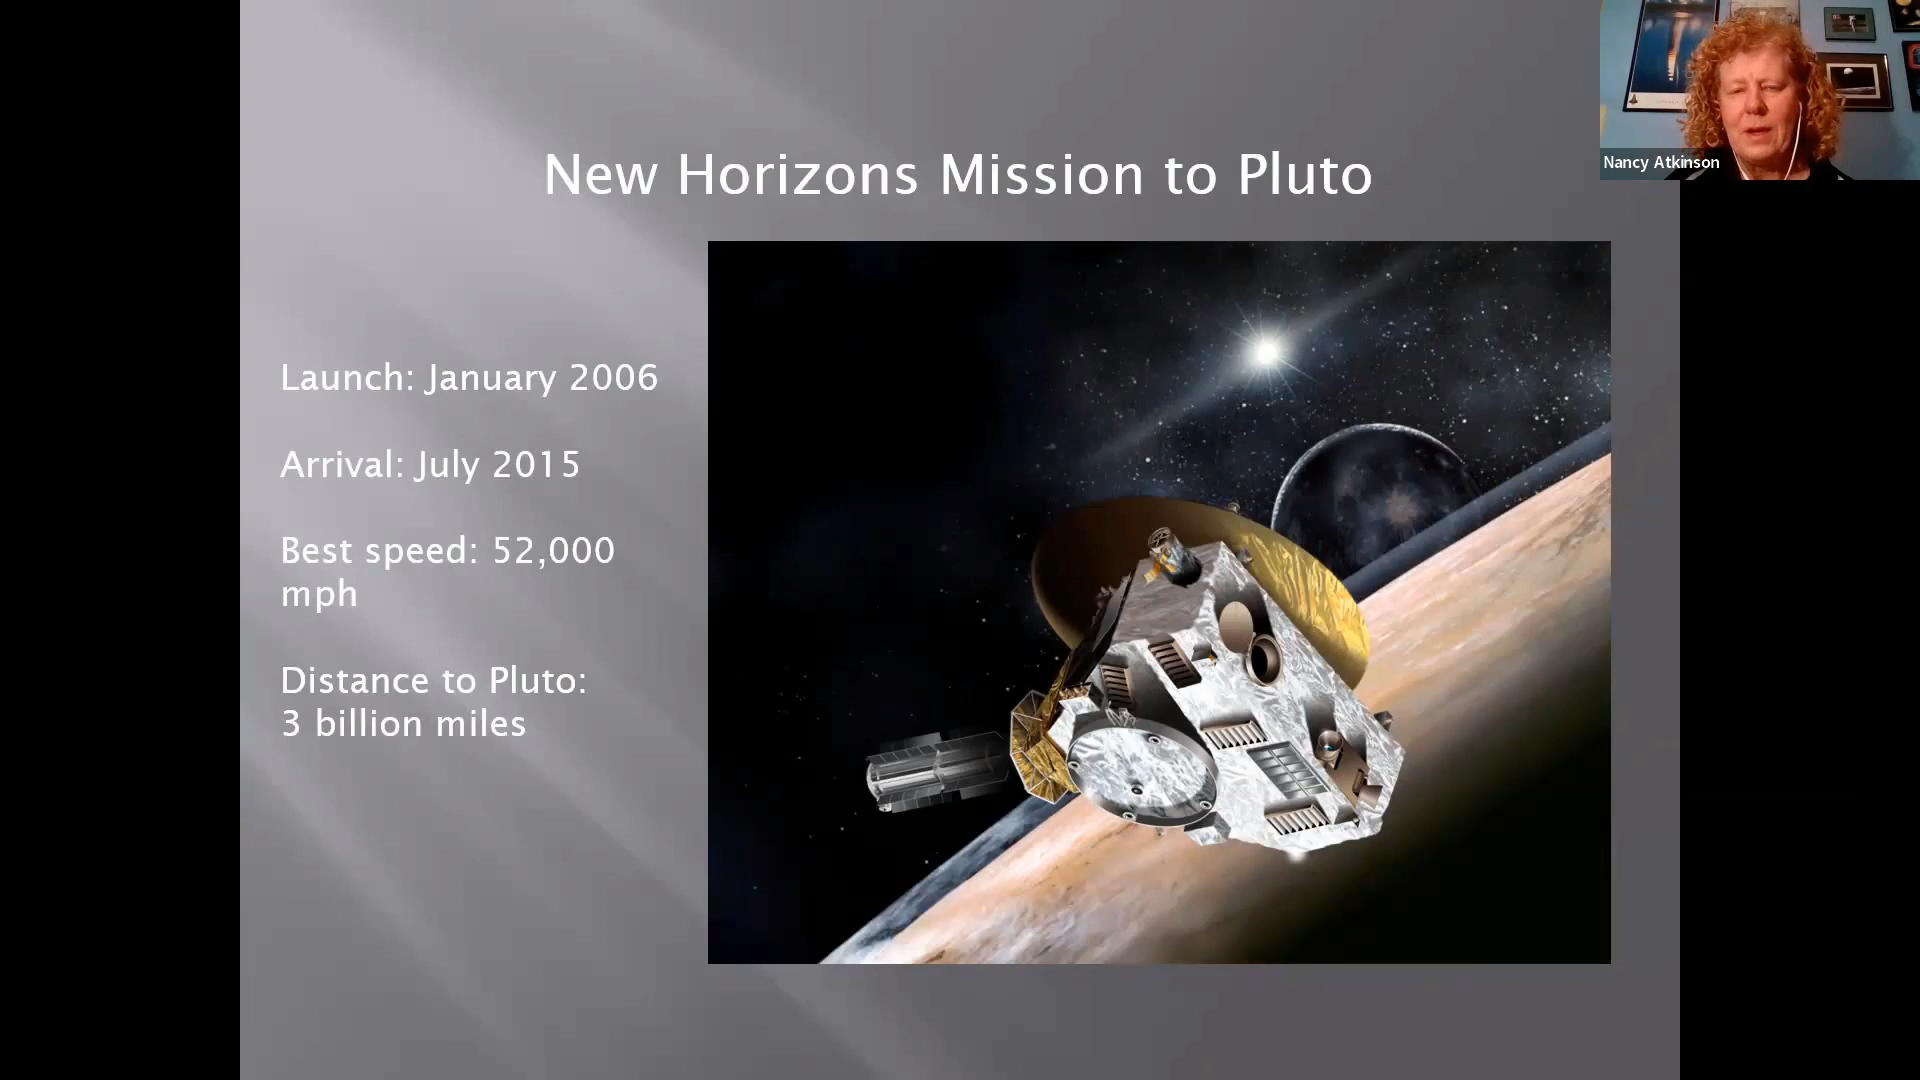 New Horizons Mission to Pluto
Nancy Atkinson
Launch: January 2006
Arrival: July 2015
Best speed: 52,000
mph
Distance to Pluto:
3 billion miles